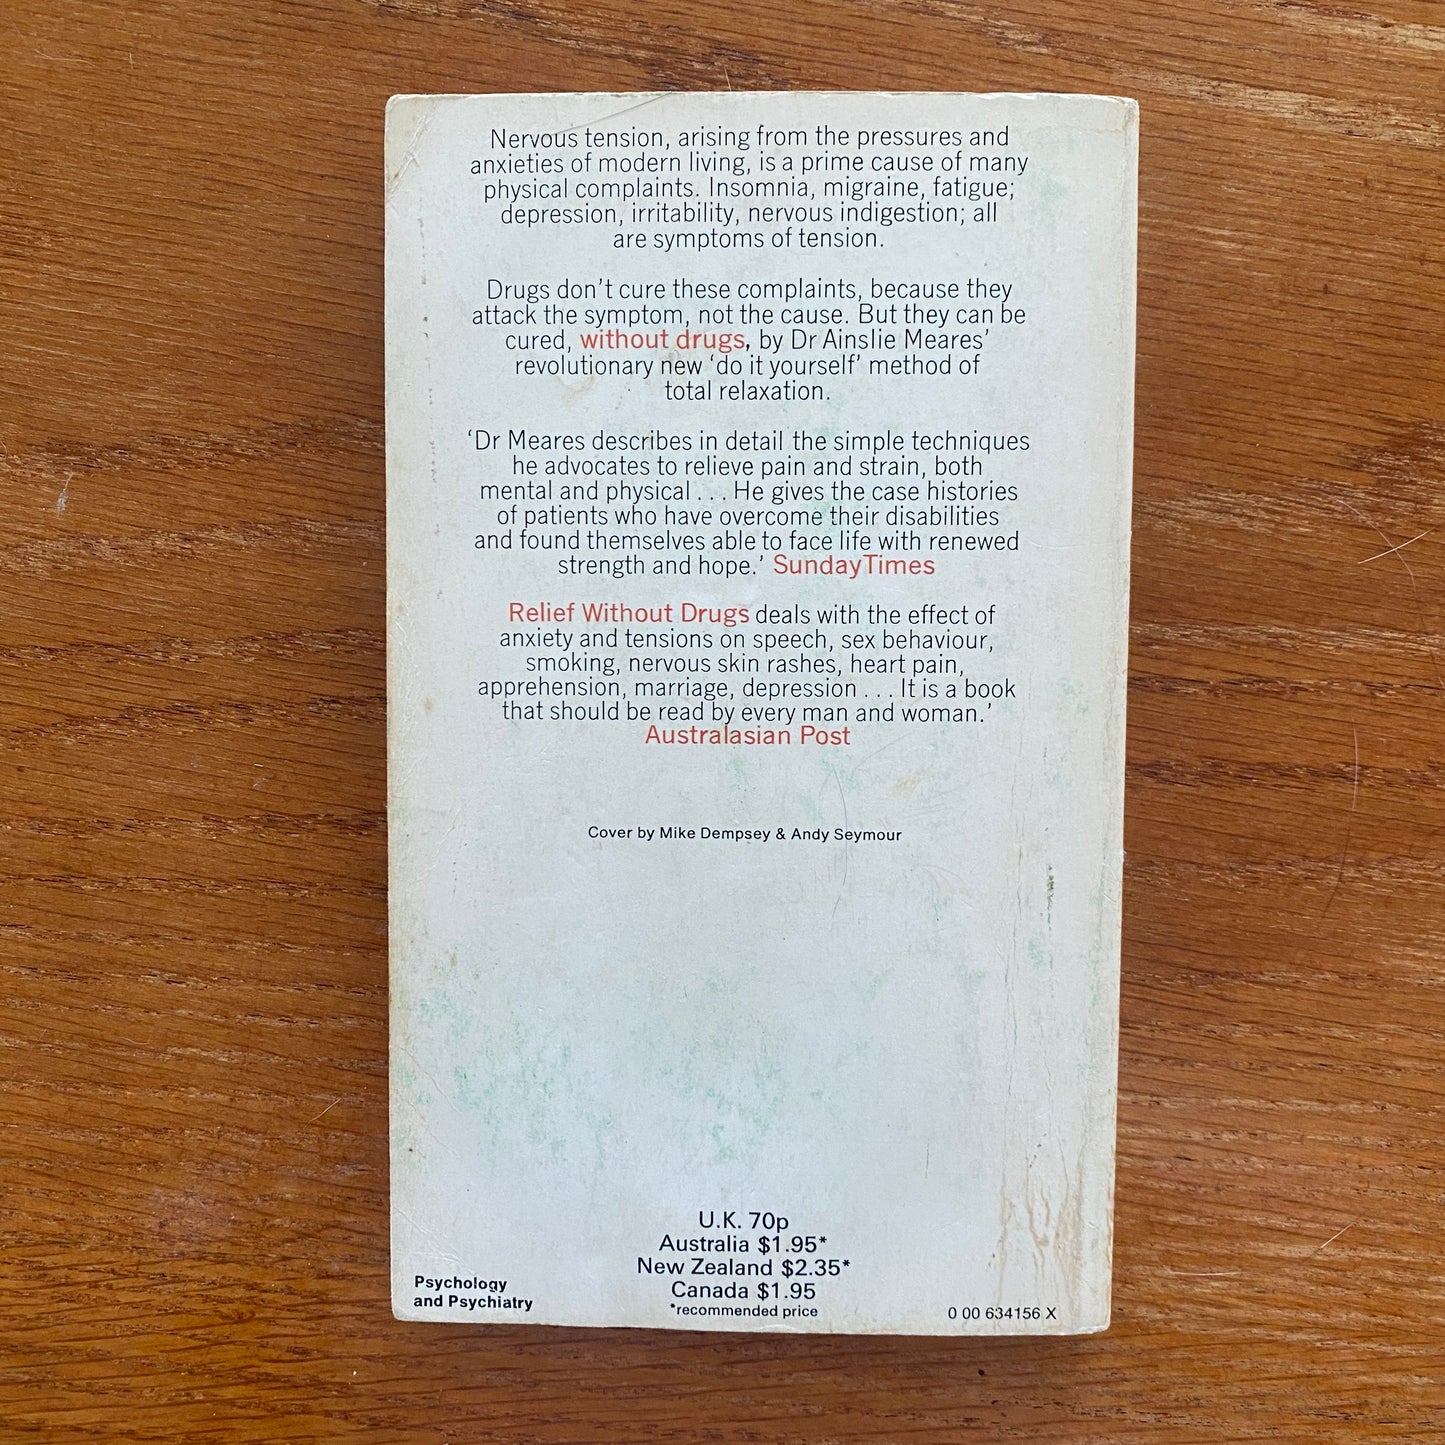 Nervous tension, arising from the pressures and
anxieties of modern living, is a prime cause of many
physical complaints. Insomnia, migraine, fatigue;
depression, irritability, nervous indigestion; all
are symptoms of tension.
Drugs don't cure these complaints, because they
attack the symptom, not the cause. But they can be
cured, without drugs, by Dr Ainslie Meares'
revolutionary new 'do it yourself' method of
total relaxation.
'Dr Meares describes in detail the simple techniques
he advocates to relieve pain and strain, both
mental and physical . . . He gives the case histories
of patients who have overcome their disabilities
and found themselves able to face life with renewed
strength and hope.' Sunday Times
Relief Without Drugs deals with the effect of
anxiety and tensions on speech, sex behaviour,
smoking, nervous skin rashes, heart pain,
apprehension, marriage, depression . . . It is a book
that should be read by every man and woman.'
Australasian Post
Cover by Mike Dempsey & Andy Seymour
U.K. 70p
Australia $1.95*
New Zealand $2.35*
Canada $1.95
*recommended price
Psychology
and Psychiatry
0 00 634156 X